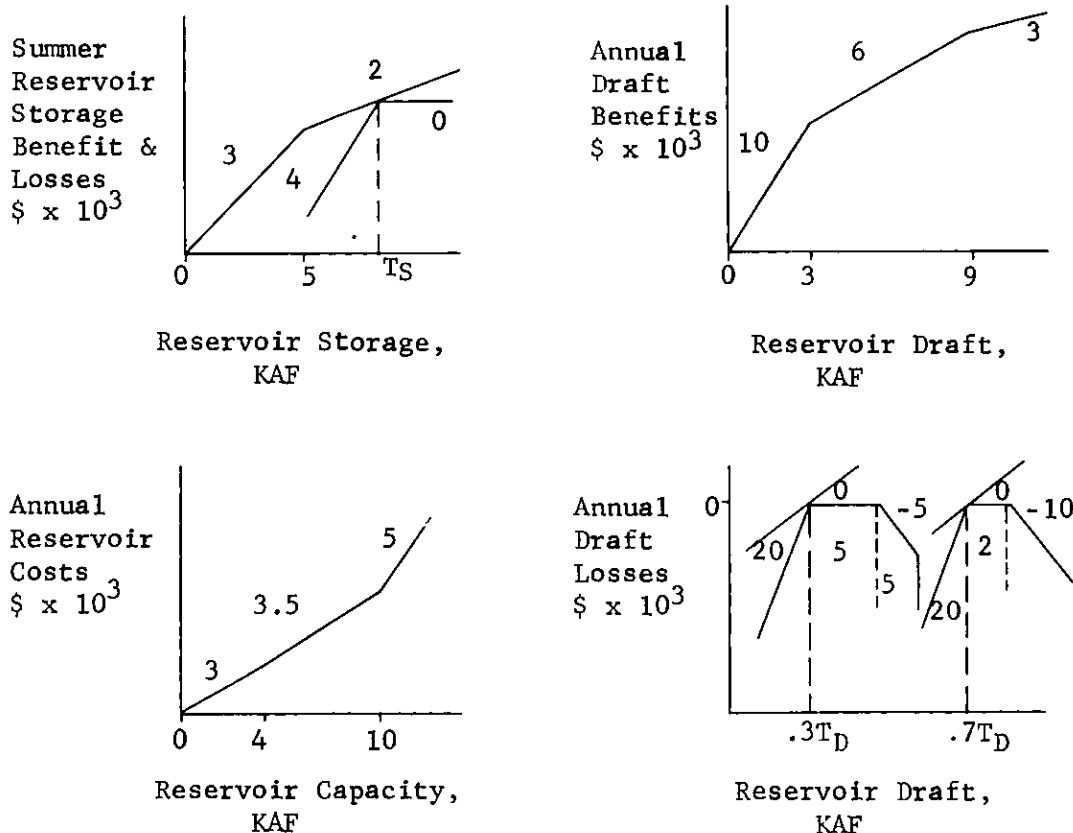 Summer
Reservoir
Storage
Benefit &
Losses
$ x 10^3
3
4
2
0
0
5
T_S
Reservoir Storage,
KAF
Annual
Draft
Benefits
$ x 10^3
10
6
3
0
3
9
Reservoir Draft,
KAF
Annual
Reservoir
Costs
$ x 10^3
3
3.5
5
0
4
10
Reservoir Capacity,
KAF
Annual
Draft
Losses
$ x 10^3
0
0
-5
20
5
5
0
-10
2
20
.3T_D
.7T_D
Reservoir Draft,
KAF